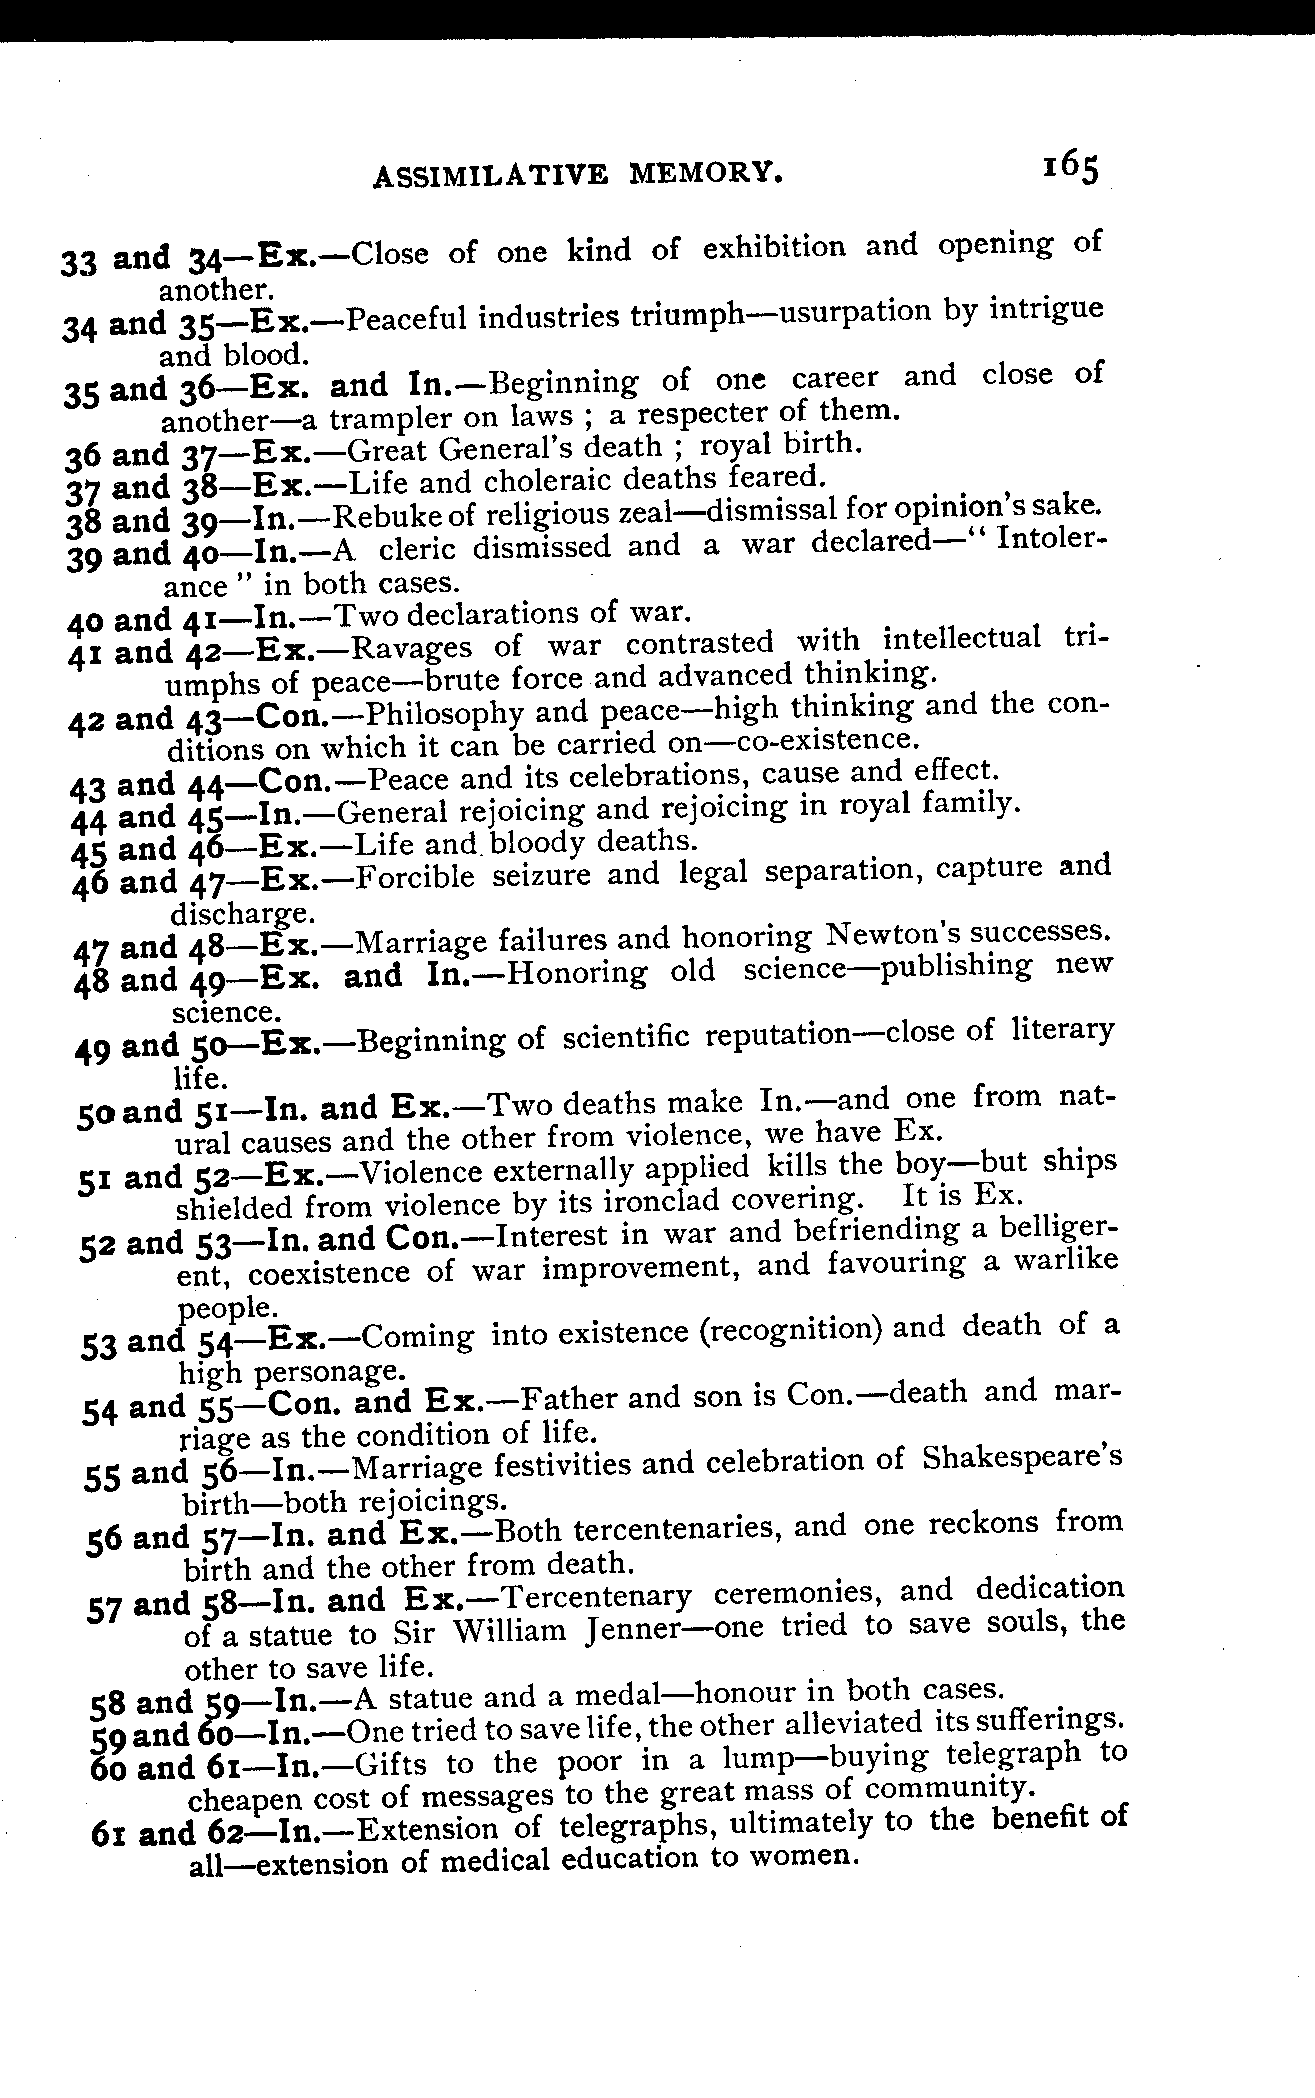 ASSIMILATIVE MEMORY. 165
33 and 34—Ex.—Close of one kind of exhibition and opening of
another.
34 and 35—Ex.—Peaceful industries triumph—usurpation by intrigue
and blood.
35 and 36—Ex. and In.—Beginning of one career and close of
another—a trampler on laws ; a respecter of them.
36 and 37—Ex.—Great General's death ; royal birth.
37 and 38—Ex.—Life and choleraic deaths feared.
38 and 39—In.—Rebuke of religious zeal—dismissal for opinion's sake.
39 and 40—In.—A cleric dismissed and a war declared—“ Intoler-
ance ” in both cases.
40 and 41—In.—Two declarations of war.
41 and 42—Ex.—Ravages of war contrasted with intellectual tri-
umphs of peace—brute force and advanced thinking.
42 and 43—Con.—Philosophy and peace—high thinking and the con-
ditions on which it can be carried on—co-existence.
43 and 44—Con.—Peace and its celebrations, cause and effect.
44 and 45—In.—General rejoicing and rejoicing in royal family.
45 and 46—Ex.—Life and bloody deaths.
46 and 47—Ex.—Forcible seizure and legal separation, capture and
discharge.
47 and 48—Ex.—Marriage failures and honoring Newton's successes.
48 and 49—Ex. and In.—Honoring old science—publishing new
science.
49 and 50—Ex.—Beginning of scientific reputation—close of literary
life.
50 and 51—In. and Ex.—Two deaths make In.—and one from nat-
ural causes and the other from violence, we have Ex.
51 and 52—Ex.—Violence externally applied kills the boy—but ships
shielded from violence by its ironclad covering. It is Ex.
52 and 53—In. and Con.—Interest in war and befriending a belliger-
ent, coexistence of war improvement, and favouring a warlike
people.
53 and 54—Ex.—Coming into existence (recognition) and death of a
high personage.
54 and 55—Con. and Ex.—Father and son is Con.—death and mar-
riage as the condition of life.
55 and 56—In.—Marriage festivities and celebration of Shakespeare's
birth—both rejoicings.
56 and 57—In. and Ex.—Both tercentenaries, and one reckons from
birth and the other from death.
57 and 58—In. and Ex.—Tercentenary ceremonies, and dedication
of a statue to Sir William Jenner—one tried to save souls, the
other to save life.
58 and 59—In.—A statue and a medal—honour in both cases.
59 and 60—In.—One tried to save life, the other alleviated its sufferings.
60 and 61—In.—Gifts to the poor in a lump—buying telegraph to
cheapen cost of messages to the great mass of community.
61 and 62—In.—Extension of telegraphs, ultimately to the benefit of
all—extension of medical education to women.